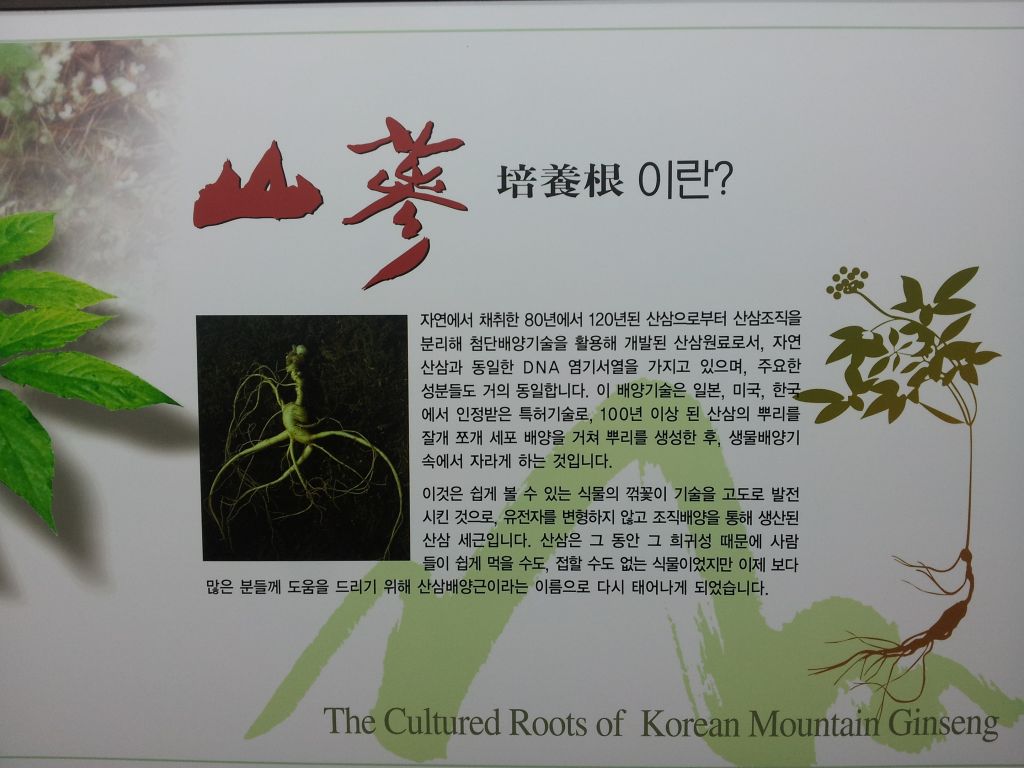 山蔘 培養根 이란?
자연에서 채취한 80년에서 120년된 산삼으로부터 산삼조직을
분리해 첨단배양기술을 활용해 개발된 산삼원료로서, 자연
산삼과 동일한 DNA 염기서열을 가지고 있으며, 주요한
성분들도 거의 동일합니다. 이 배양기술은 일본, 미국, 한국
에서 인정받은 특허기술로, 100년 이상 된 산삼의 뿌리를
잘개 쪼개 세포 배양을 거쳐 뿌리를 생성한 후, 생물배양기
속에서 자라게 하는 것입니다.
이것은 쉽게 볼 수 있는 식물의 꺾꽂이 기술을 고도로 발전
시킨 것으로, 유전자를 변형하지 않고 조직배양을 통해 생산된
산삼 세근입니다. 산삼은 그 동안 그 희귀성 때문에 사람
들이 쉽게 먹을 수도, 접할 수도 없는 식물이었지만 이제 보다
많은 분들께 도움을 드리기 위해 산삼배양근이라는 이름으로 다시 태어나게 되었습니다.
The Cultured Roots of Korean Mountain Ginseng